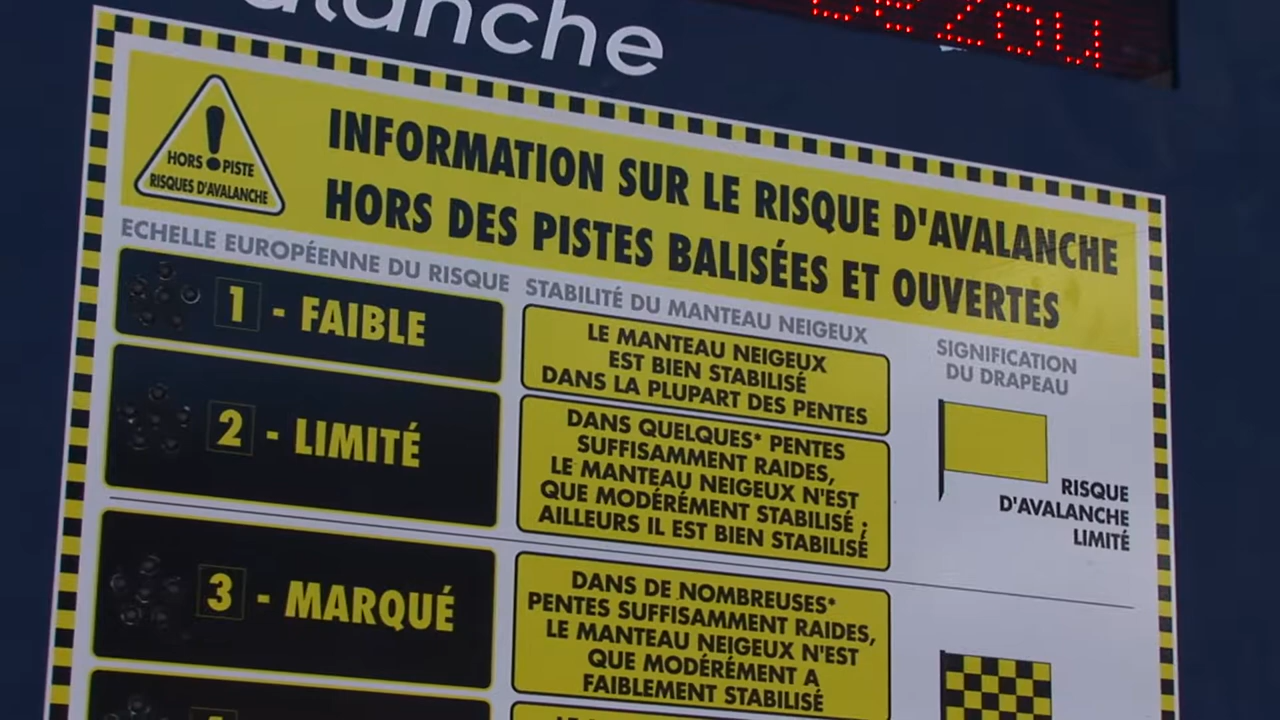 alanche
HORS PISTE
RISQUES D'AVALANCHE
INFORMATION SUR LE RISQUE D'AVALANCHE
HORS DES PISTES BALISÉES ET OUVERTES
ECHELLE EUROPÉENNE DU RISQUE
STABILITÉ DU MANTEAU NEIGEUX
SIGNIFICATION
DU DRAPEAU
1 - FAIBLE
LE MANTEAU NEIGEUX
EST BIEN STABILISÉ
DANS LA PLUPART DES PENTES
2 - LIMITÉ
DANS QUELQUES* PENTES
SUFFISAMMENT RAIDES,
LE MANTEAU NEIGEUX N'EST
QUE MODÉRÉMENT STABILISÉ ;
AILLEURS IL EST BIEN STABILISÉ
RISQUE
D'AVALANCHE
LIMITÉ
3 - MARQUÉ
DANS DE NOMBREUSES*
PENTES SUFFISAMMENT RAIDES,
LE MANTEAU NEIGEUX N'EST
QUE MODÉRÉMENT A
FAIBLEMENT STABILISÉ